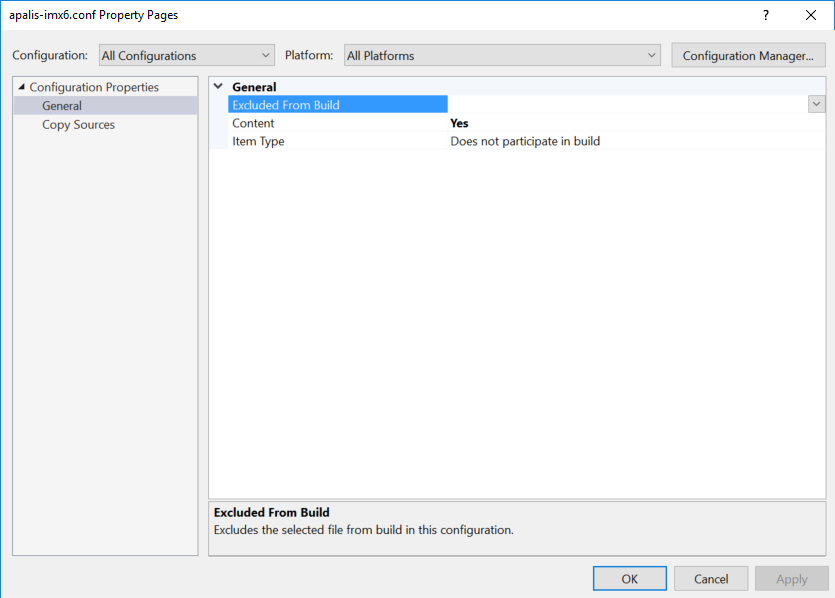 apalis-imx6.conf Property Pages
Configuration: All Configurations Platform: All Platforms Configuration Manager...
Configuration Properties
General
Copy Sources
General
Excluded From Build
Content Yes
Item Type Does not participate in build
Excluded From Build
Excludes the selected file from build in this configuration.
OK Cancel Apply